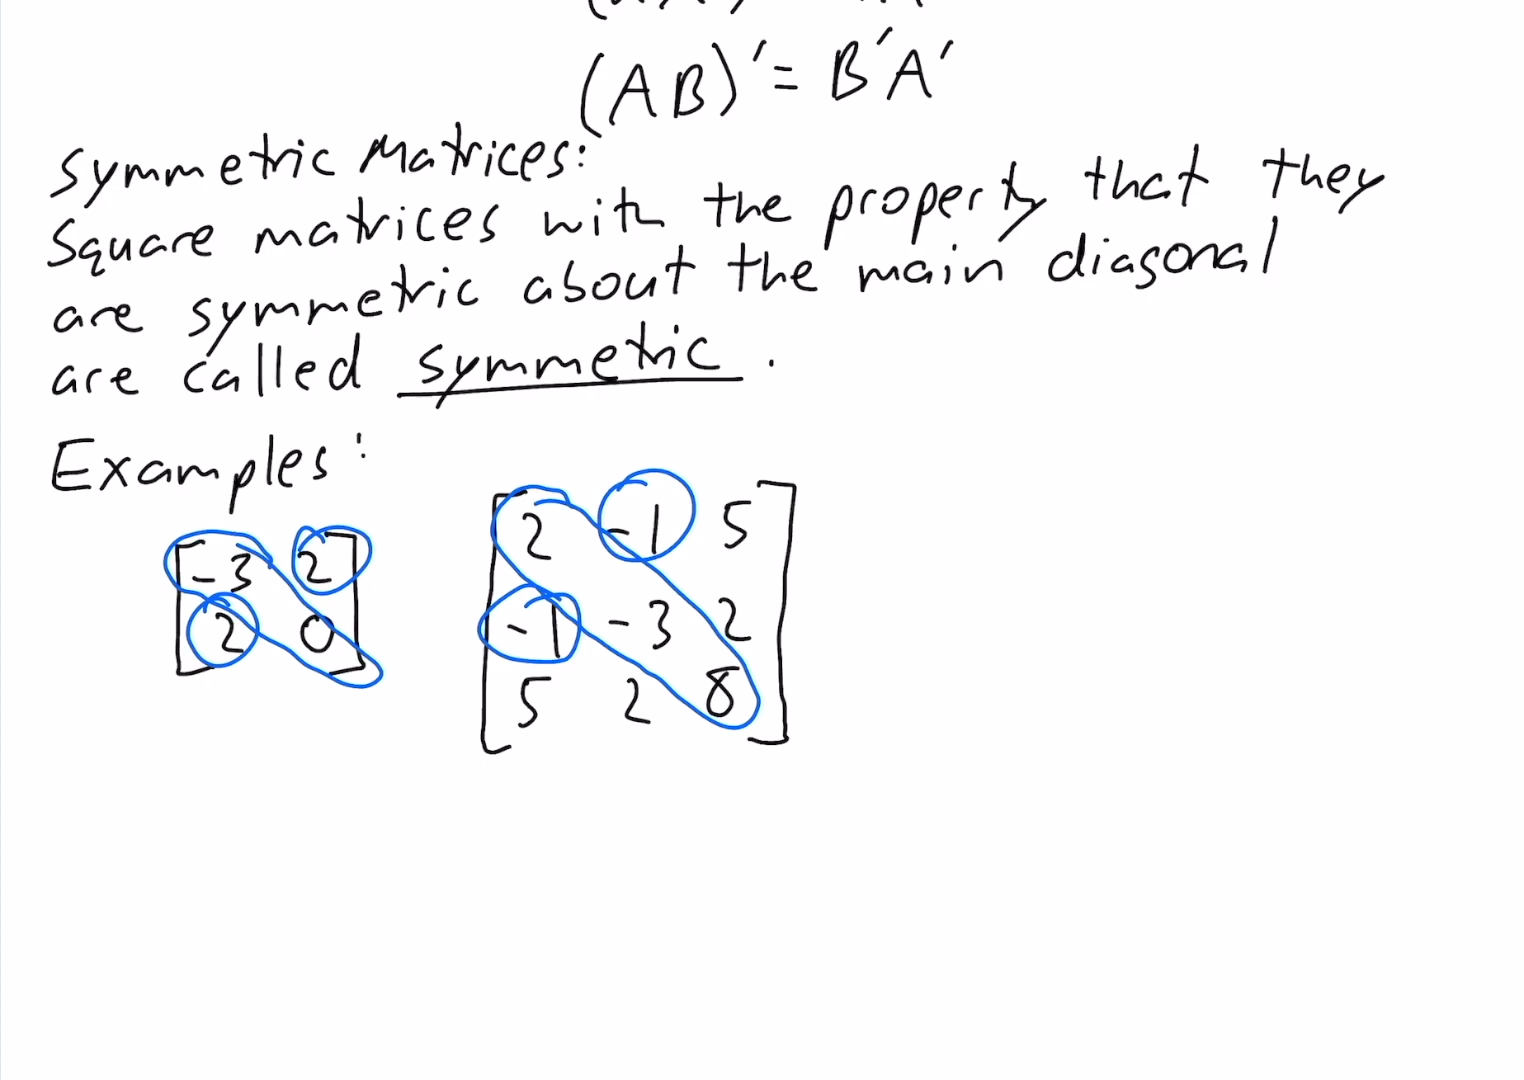 (AB)'= B'A'
Symmetric Matrices:
Square matrices with the property that they
are symmetric about the main diagonal
are called symmetric.
Examples:
-3 2
2 0
2 -1 5
-1 -3 2
5 2 8